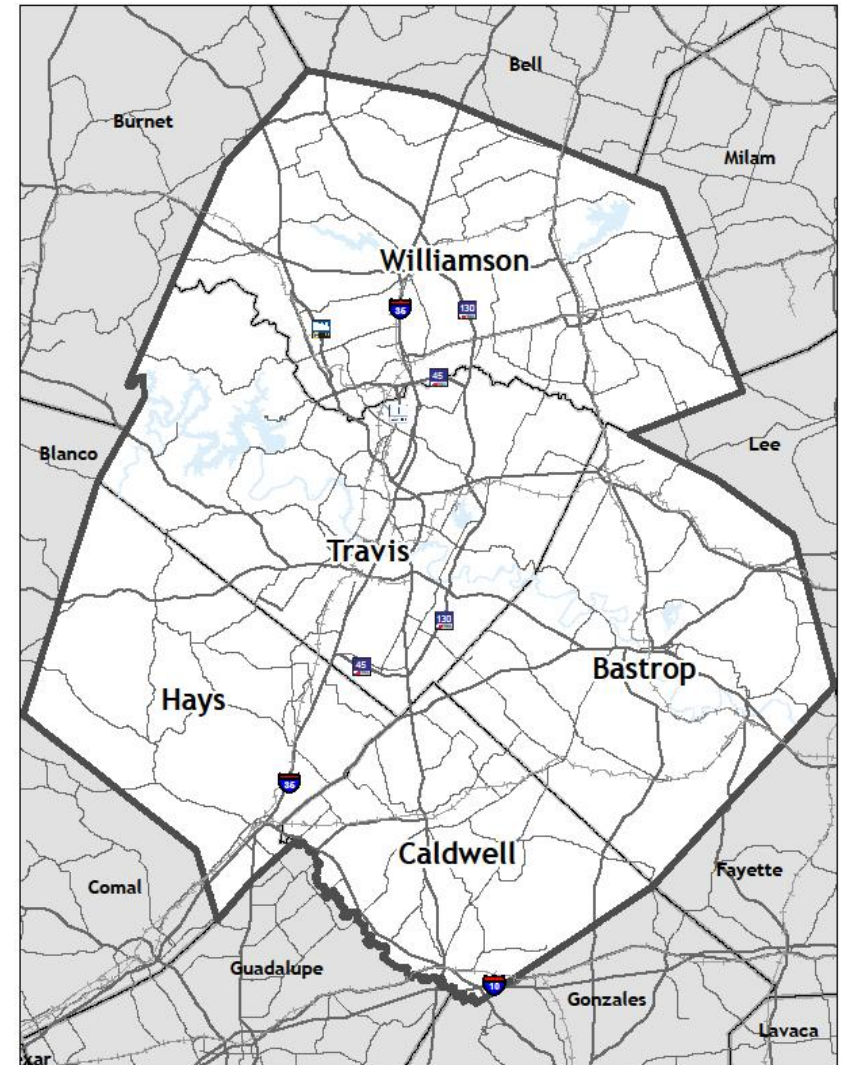 Bell
Burnet
Milam
Williamson
35
130
45
Blanco
Lee
Travis
130
45
Bastrop
Hays
35
Caldwell
Fayette
Comal
Guadalupe
10
Gonzales
Lavaca
xar